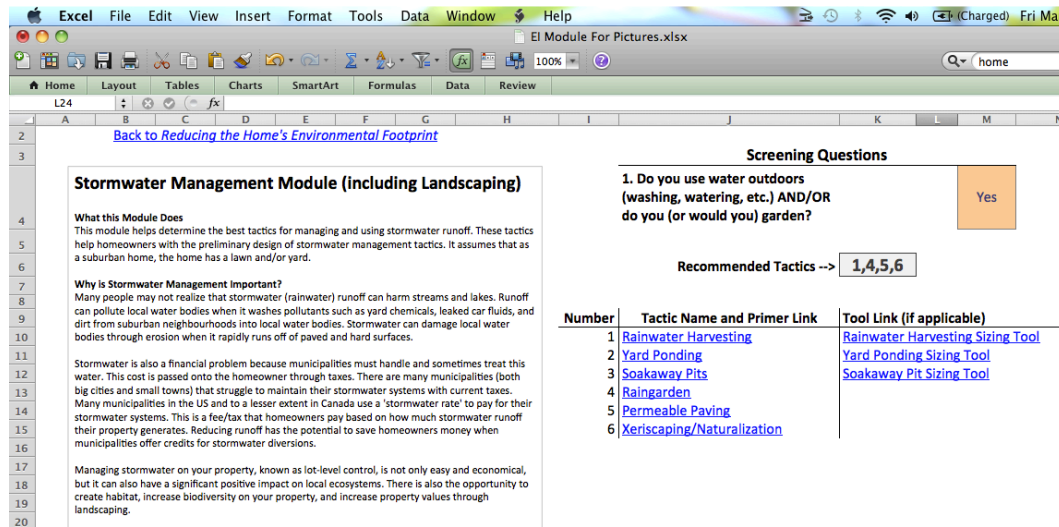 Excel File Edit View Insert Format Tools Data Window Help (Charged) Fri Ma
EI Module For Pictures.xlsx
100% home
Home Layout Tables Charts SmartArt Formulas Data Review
L24 fx
A B C D E F G H I J K L M
2 Back to Reducing the Home's Environmental Footprint
3 Screening Questions
Stormwater Management Module (including Landscaping)
1. Do you use water outdoors
(washing, watering, etc.) AND/OR
do you (or would you) garden?
Yes
4 What this Module Does
This module helps determine the best tactics for managing and using stormwater runoff. These tactics
5 help homeowners with the preliminary design of stormwater management tactics. It assumes that as
a suburban home, the home has a lawn and/or yard.
6 Recommended Tactics --> 1,4,5,6
7 Why is Stormwater Management Important?
8 Many people may not realize that stormwater (rainwater) runoff can harm streams and lakes. Runoff
9 can pollute local water bodies when it washes pollutants such as yard chemicals, leaked car fluids, and
dirt from suburban neighbourhoods into local water bodies. Stormwater can damage local water
10 bodies through erosion when it rapidly runs off of paved and hard surfaces.
11 Stormwater is also a financial problem because municipalities must handle and sometimes treat this
12 water. This cost is passed onto the homeowner through taxes. There are many municipalities (both
13 big cities and small towns) that struggle to maintain their stormwater systems with current taxes.
Many municipalities in the US and to a lesser extent in Canada use a 'stormwater rate' to pay for their
14 stormwater systems. This is a fee/tax that homeowners pay based on how much stormwater runoff
15 their property generates. Reducing runoff has the potential to save homeowners money when
16 municipalities offer credits for stormwater diversions.
17 Managing stormwater on your property, known as lot-level control, is not only easy and economical,
18 but it can also have a significant positive impact on local ecosystems. There is also the opportunity to
19 create habitat, increase biodiversity on your property, and increase property values through
landscaping.
20
Number Tactic Name and Primer Link Tool Link (if applicable)
1 Rainwater Harvesting Rainwater Harvesting Sizing Tool
2 Yard Ponding Yard Ponding Sizing Tool
3 Soakaway Pits Soakaway Pit Sizing Tool
4 Raingarden
5 Permeable Paving
6 Xeriscaping/Naturalization